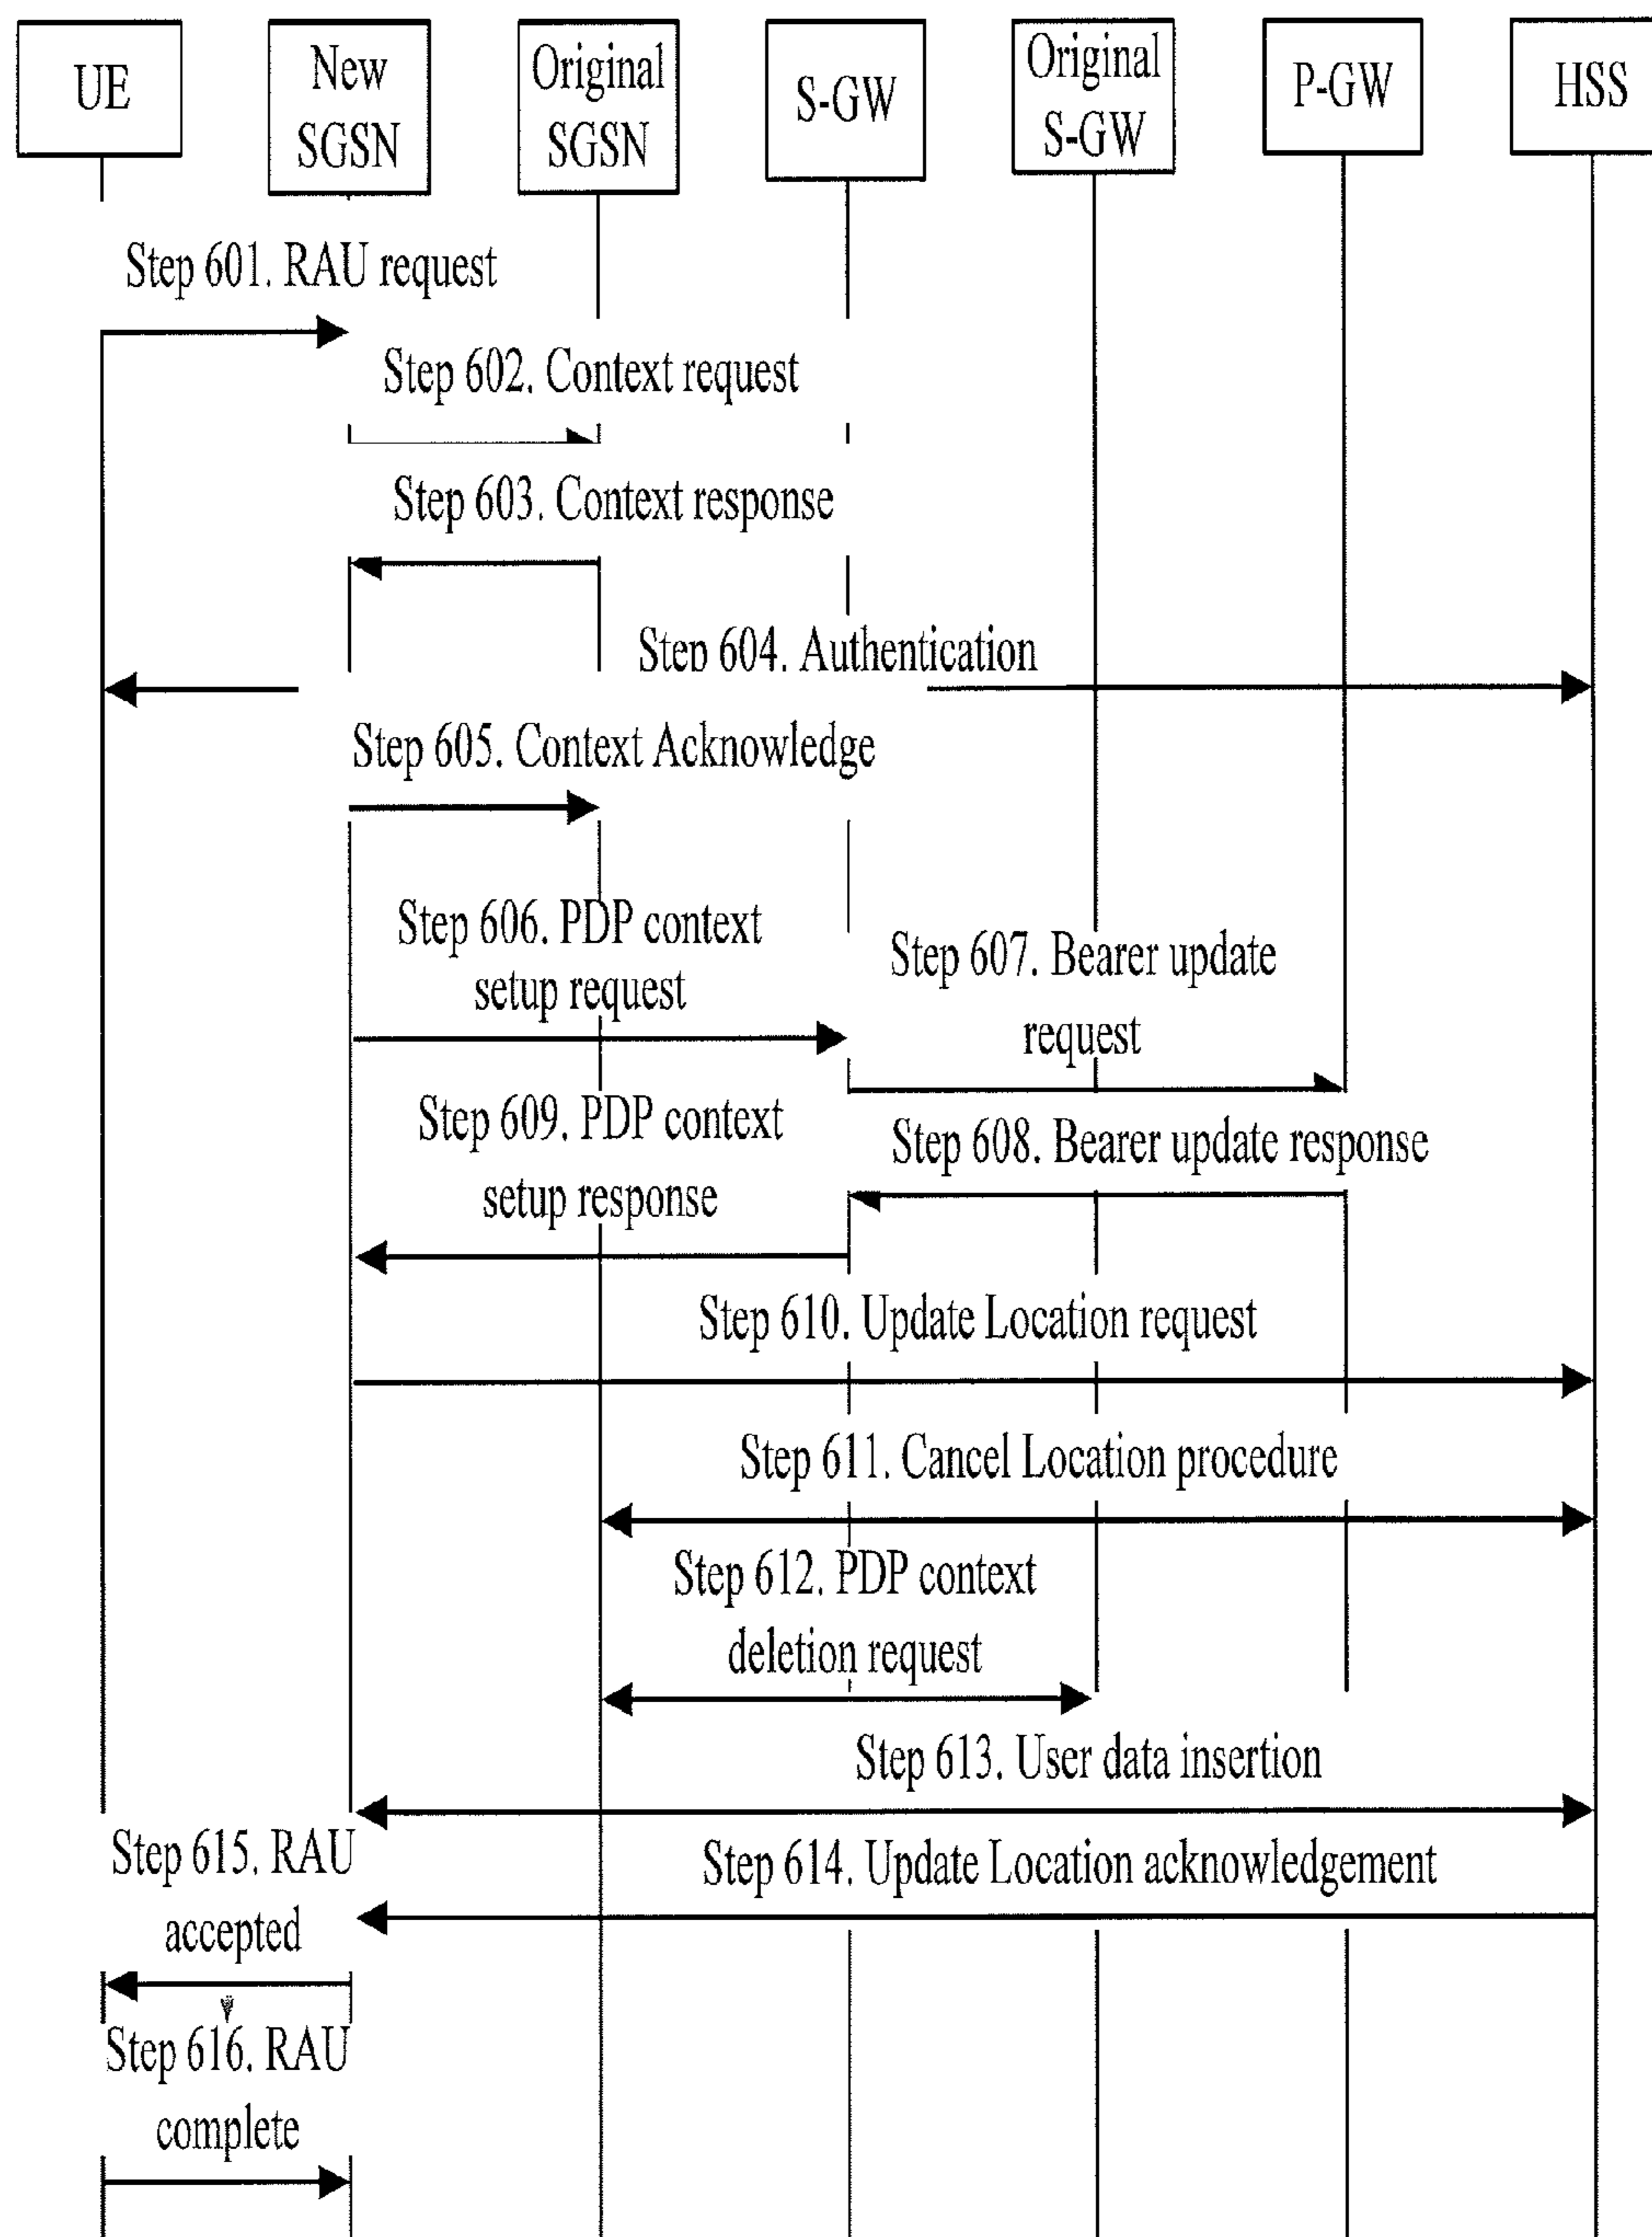 UE
New
SGSN
Original
SGSN
S-GW
Original
S-GW
P-GW
HSS
Step 601. RAU request
Step 602. Context request
Step 603. Context response
Step 604. Authentication
Step 605. Context Acknowledge
Step 606. PDP context
setup request
Step 607. Bearer update
request
Step 609. PDP context
setup response
Step 608. Bearer update response
Step 610. Update Location request
Step 611. Cancel Location procedure
Step 612. PDP context
deletion request
Step 613. User data insertion
Step 615. RAU
accepted
Step 614. Update Location acknowledgement
Step 616. RAU
complete